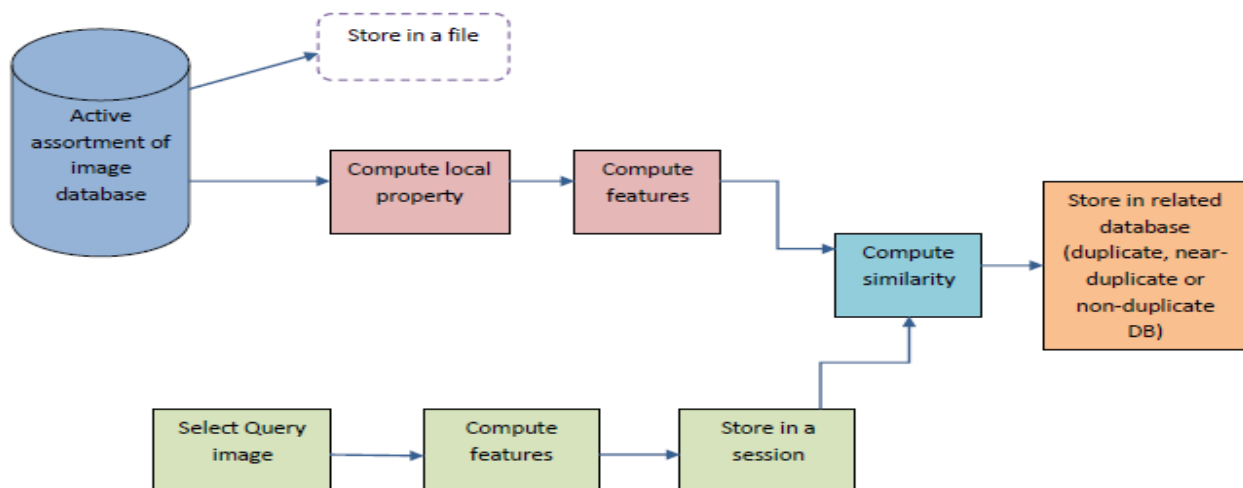 Store in a file
Active
assortment of
image
database
Compute local
property
Compute
features
Compute
similarity
Store in related
database
(duplicate, near-
duplicate or
non-duplicate
DB)
Select Query
image
Compute
features
Store in a
session